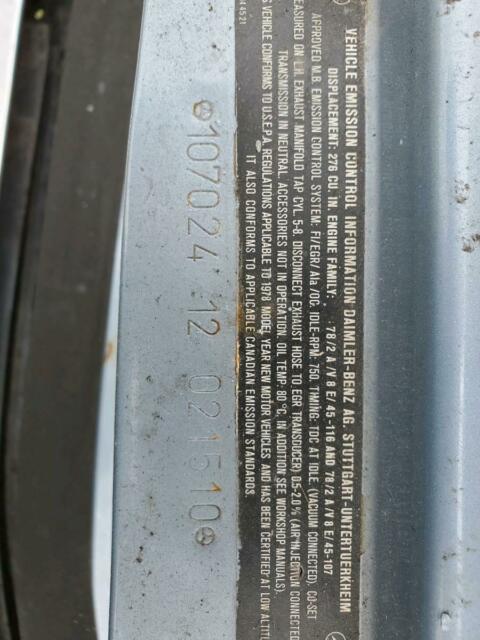 VEHICLE EMISSION CONTROL INFORMATION DAIMLER-BENZ AG. STUTTGART-UNTERTUERKHEIM
DISPLACEMENT: 276 CU. IN. ENGINE FAMILY: 78/2 A/V8 E/45-116 AND 78/2 A/V8 E/45-107
APPROVED M.B. EMISSION CONTROL SYSTEM: FI/EGR/AIa/OC. IDLE-RPM: 750. TIMING: TDC AT IDLE. (VACUUM CONNECTED). CO-SET
MEASURED ON L.H. EXHAUST MANIFOLD TAP CYL. 5-8. DISCONNECT EXHAUST HOSE TO EGR TRANSDUCER) 0.5-2.0% (AIR INJECTION CONNECTED
TRANSMISSION IN NEUTRAL, ACCESSORIES NOT IN OPERATION. OIL TEMP: 80 °C. IN ADDITION SEE WORKSHOP MANUALS).
VEHICLE CONFORMS TO U.S.E.P.A. REGULATIONS APPLICABLE TO 1978 MODEL YEAR NEW MOTOR VEHICLES AND HAS BEEN CERTIFIED AT LOW
IT ALSO CONFORMS TO APPLICABLE CANADIAN EMISSION STANDARDS.
4521
107024 12 021510